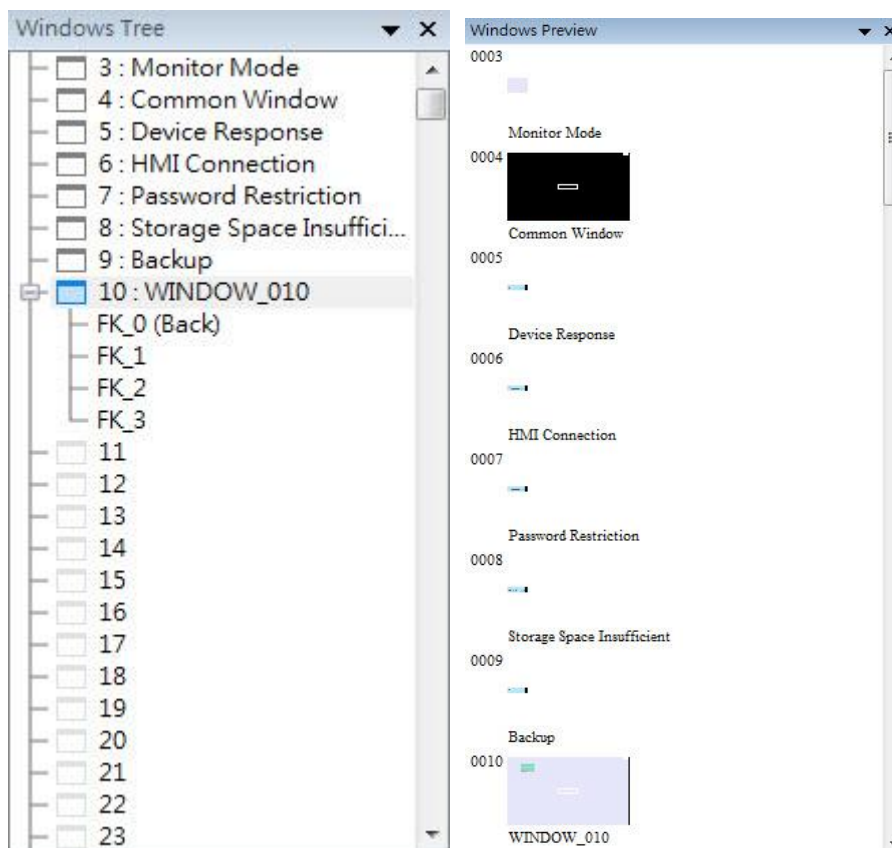 Windows Tree
3 : Monitor Mode
4 : Common Window
5 : Device Response
6 : HMI Connection
7 : Password Restriction
8 : Storage Space Insuffici...
9 : Backup
10 : WINDOW_010
FK_0 (Back)
FK_1
FK_2
FK_3
11
12
13
14
15
16
17
18
19
20
21
22
23
Windows Preview
0003
Monitor Mode
0004
Common Window
0005
Device Response
0006
HMI Connection
0007
Password Restriction
0008
Storage Space Insufficient
0009
Backup
0010
WINDOW_010